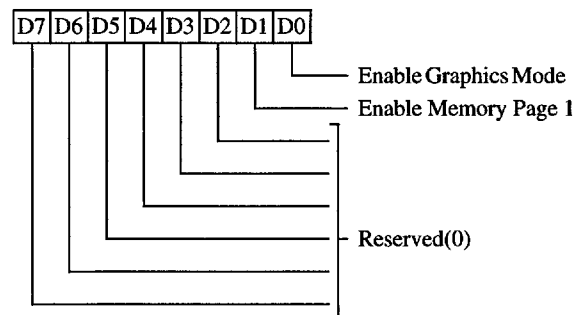 D7 D6 D5 D4 D3 D2 D1 D0
Enable Graphics Mode
Enable Memory Page 1
Reserved(0)